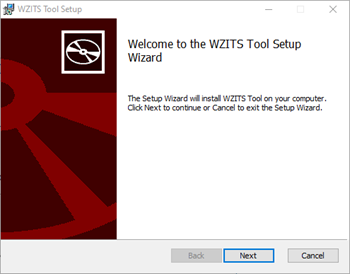 WZITS Tool Setup
Welcome to the WZITS Tool Setup
Wizard
The Setup Wizard will install WZITS Tool on your computer.
Click Next to continue or Cancel to exit the Setup Wizard.
Back
Next
Cancel